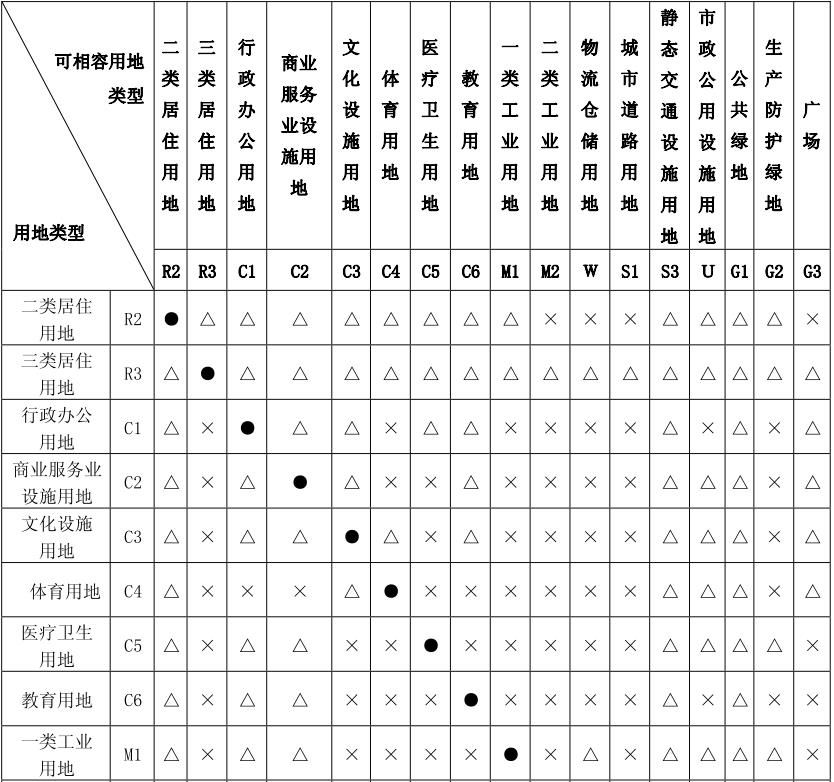 可相容用地类型 用地类型 二类居住用地 三类居住用地 行政办公用地 商业服务业设施用地 文化设施用地 体育用地 医疗卫生用地 教育用地 一类工业用地 二类工业用地 物流仓储用地 城市道路用地 静态交通设施用地 市政公用设施用地 公共绿地 生产防护绿地 广场
R2 R3 C1 C2 C3 C4 C5 C6 M1 M2 W S1 S3 U G1 G2 G3
二类居住用地 R2 ● △ △ △ △ △ △ △ △ × × × △ △ △ △ ×
三类居住用地 R3 △ ● △ △ △ △ △ △ △ △ △ △ △ △ △ △ △
行政办公用地 C1 △ × ● △ △ × △ △ × × × × △ × △ × △
商业服务业设施用地 C2 △ × △ ● △ × × △ × × × × △ △ △ × △
文化设施用地 C3 △ × △ △ ● △ × △ × × × × △ △ △ × △
体育用地 C4 △ × × × △ ● × × × × × × △ △ △ × △
医疗卫生用地 C5 △ × △ △ × × ● × × × × × △ △ △ △ ×
教育用地 C6 △ × △ △ × × × ● × × × × △ × △ × ×
一类工业用地 M1 △ × △ △ × × × × ● × △ × △ △ △ △ ×